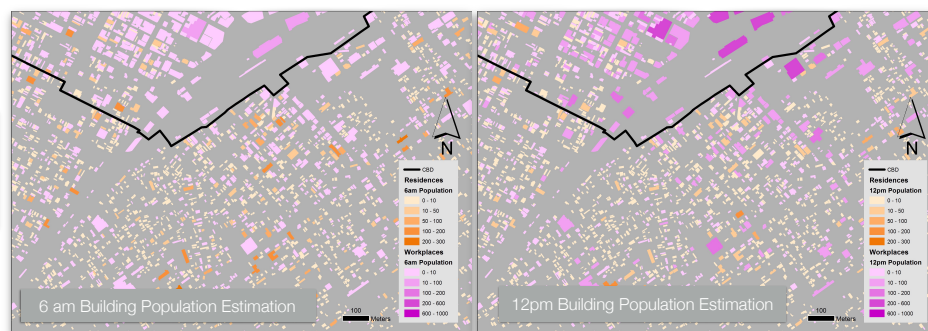 N
CBD
Residences
6am Population
0 - 10
10 - 50
50 - 100
100 - 200
200 - 300
Workplaces
6am Population
0 - 10
10 - 100
100 - 200
200 - 600
600 - 1000
6 am Building Population Estimation
100
Meters
N
CBD
Residences
12pm Population
0 - 10
10 - 50
50 - 100
100 - 200
200 - 300
Workplaces
12pm Population
0 - 10
10 - 100
100 - 200
200 - 600
600 - 1000
12pm Building Population Estimation
100
Meters